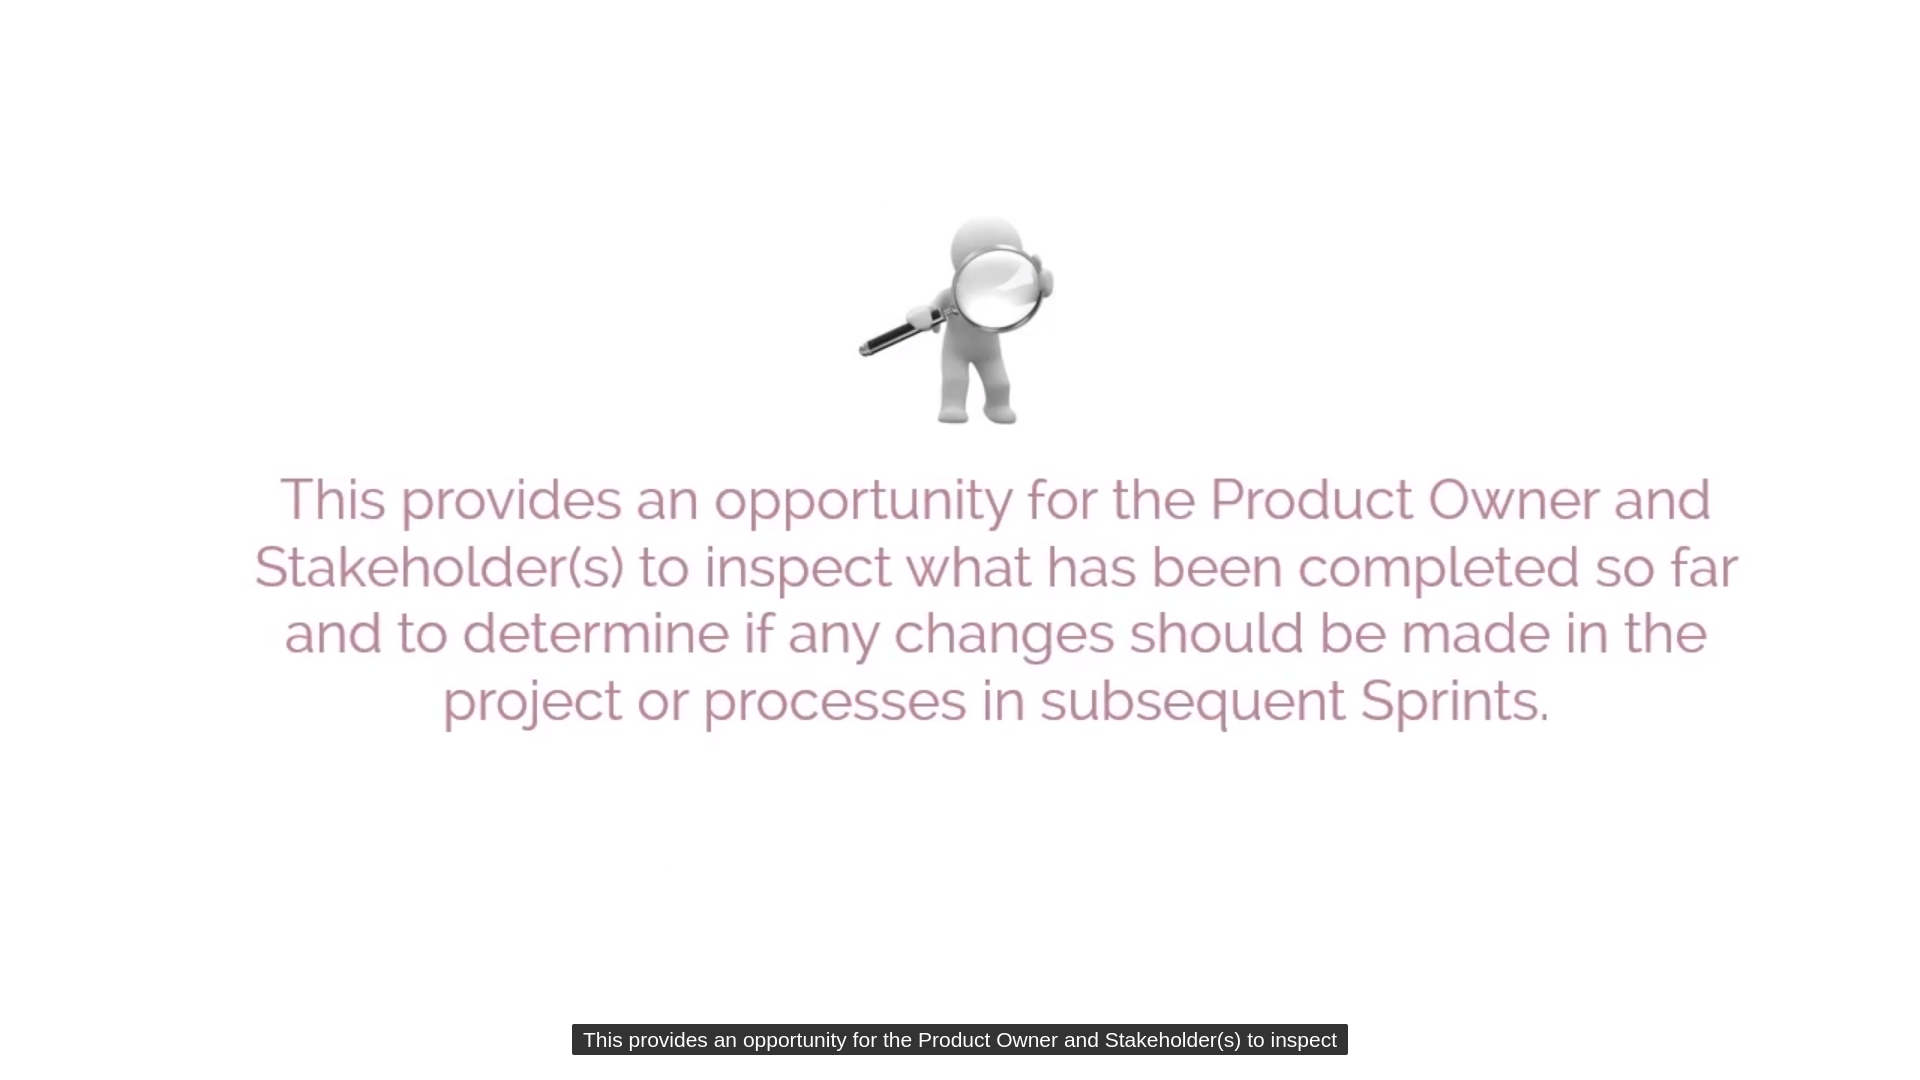 This provides an opportunity for the Product Owner and
Stakeholder(s) to inspect what has been completed so far
and to determine if any changes should be made in the
project or processes in subsequent Sprints.
This provides an opportunity for the Product Owner and Stakeholder(s) to inspect